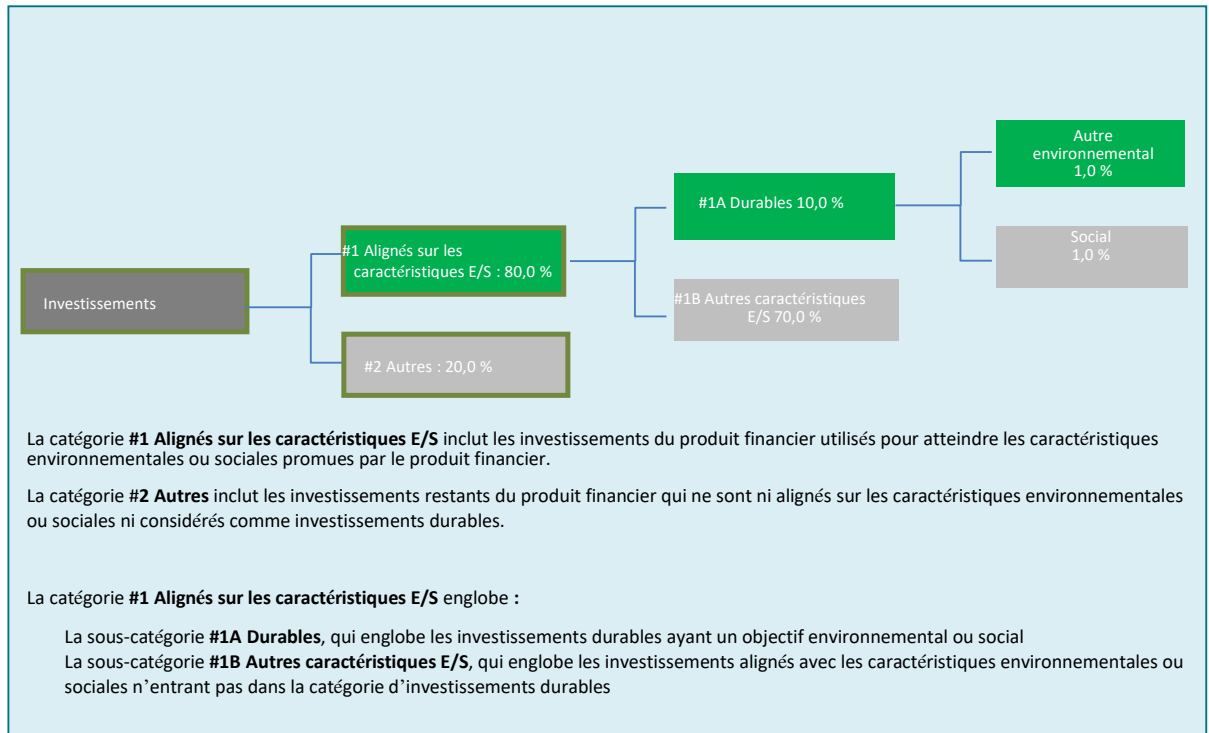 Autre
environnemental
1,0 %
#1A Durables 10,0 %
Social
1,0 %
#1 Alignés sur les
caractéristiques E/S : 80,0 %
#1B Autres caractéristiques
E/S 70,0 %
Investissements
#2 Autres : 20,0 %
La catégorie #1 Alignés sur les caractéristiques E/S inclut les investissements du produit financier utilisés pour atteindre les caractéristiques
environnementales ou sociales promues par le produit financier.
La catégorie #2 Autres inclut les investissements restants du produit financier qui ne sont ni alignés sur les caractéristiques environnementales
ou sociales ni considérés comme investissements durables.
La catégorie #1 Alignés sur les caractéristiques E/S englobe :
La sous-catégorie #1A Durables, qui englobe les investissements durables ayant un objectif environnemental ou social
La sous-catégorie #1B Autres caractéristiques E/S, qui englobe les investissements alignés avec les caractéristiques environnementales ou
sociales n’entrant pas dans la catégorie d’investissements durables